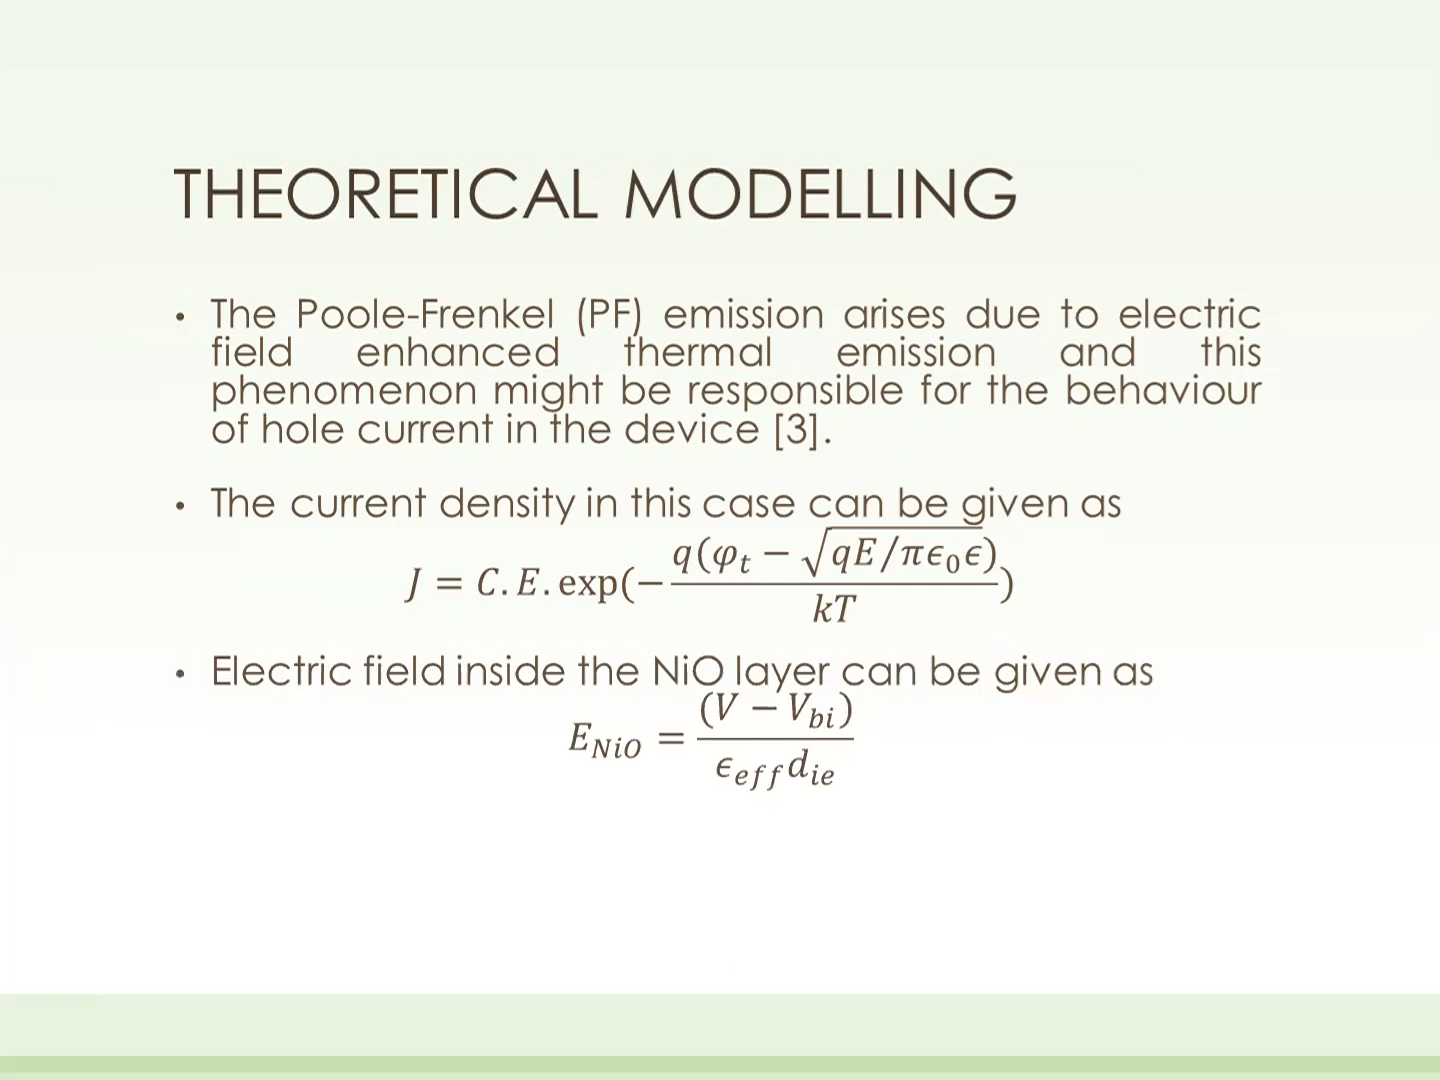 THEORETICAL MODELLING
• The Poole-Frenkel (PF) emission arises due to electric
field enhanced thermal emission and this
phenomenon might be responsible for the behaviour
of hole current in the device [3].
• The current density in this case can be given as
J = C.E.exp(−q(φ_t − √(qE/πϵ_0ϵ))/kT)
• Electric field inside the NiO layer can be given as
E_NiO = (V − V_bi)/ϵ_eff d_ie